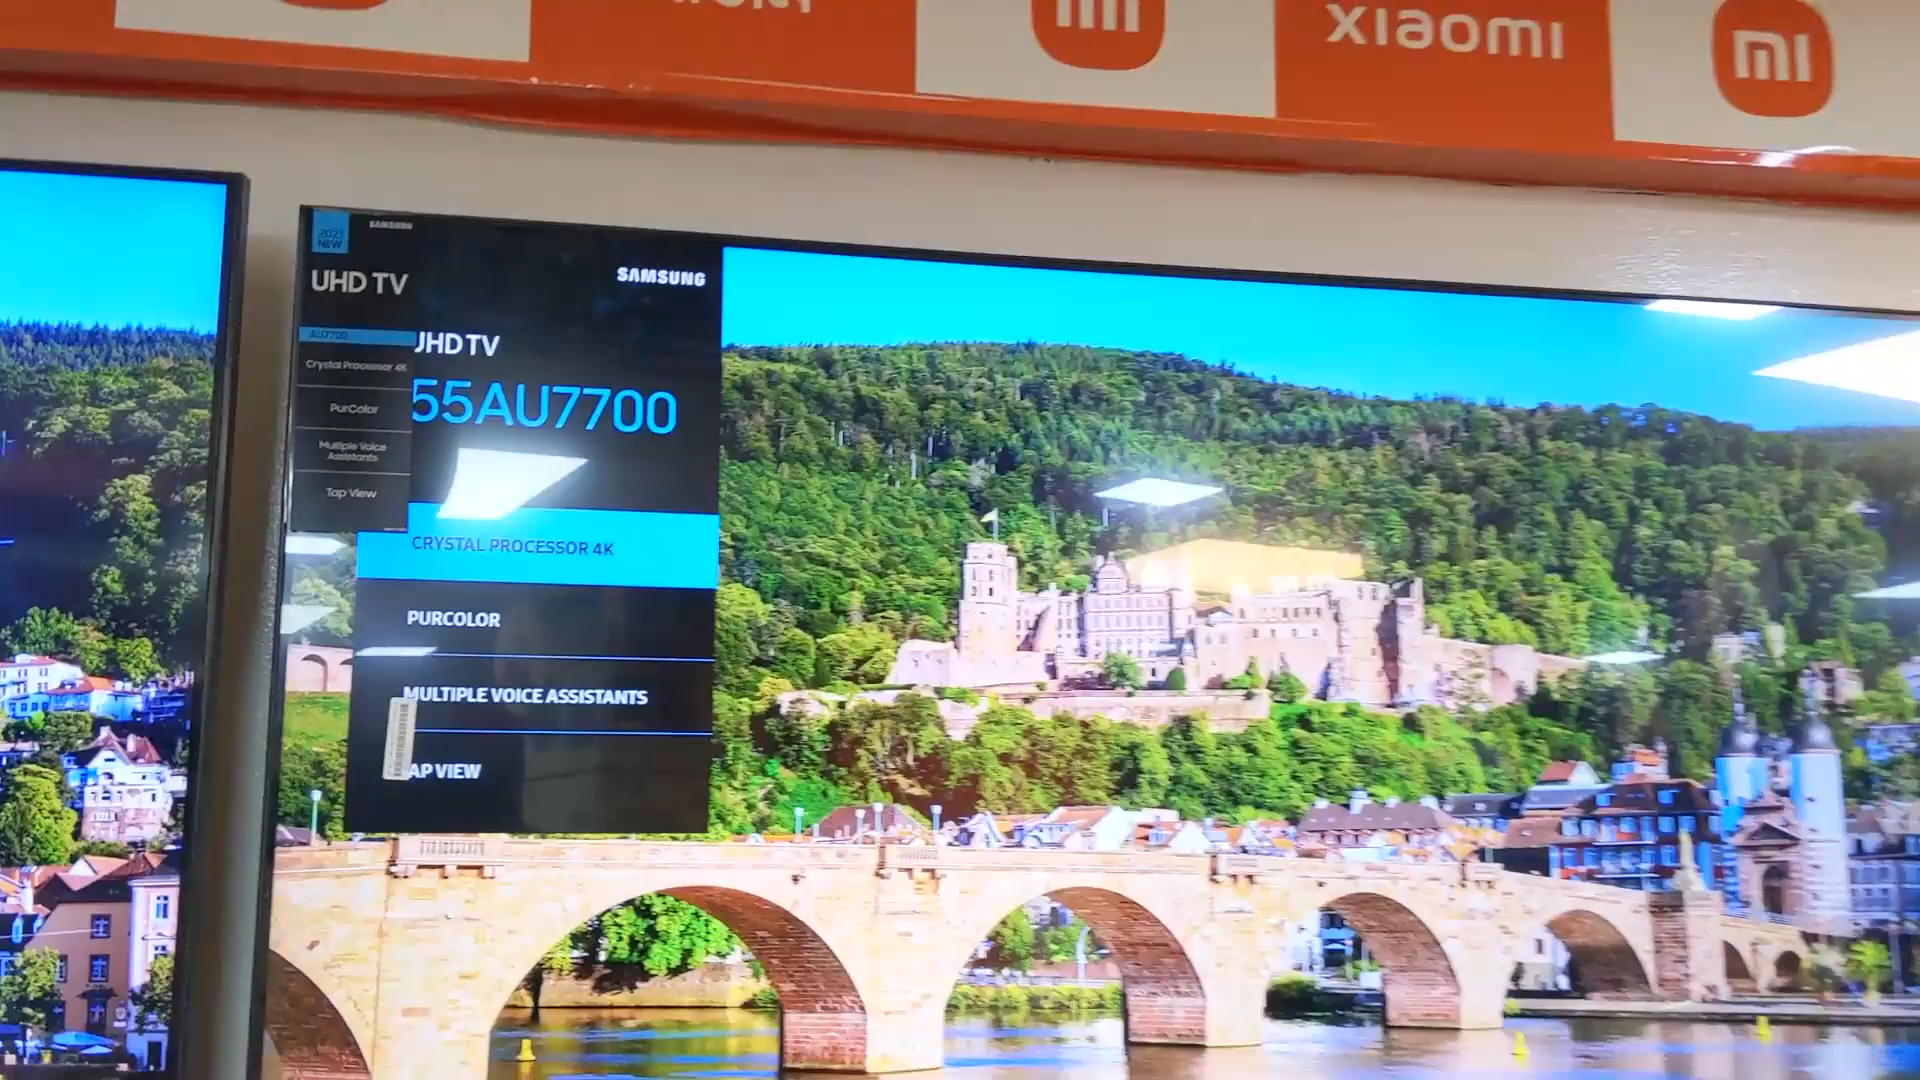 xiaomi
mi
2021
NEW
SAMSUNG
UHD TV
AU7700
Crystal Processor 4K
PurColor
Multiple Voice
Assistants
Tap View
SAMSUNG
UHD TV
55AU7700
CRYSTAL PROCESSOR 4K
PURCOLOR
MULTIPLE VOICE ASSISTANTS
AP VIEW